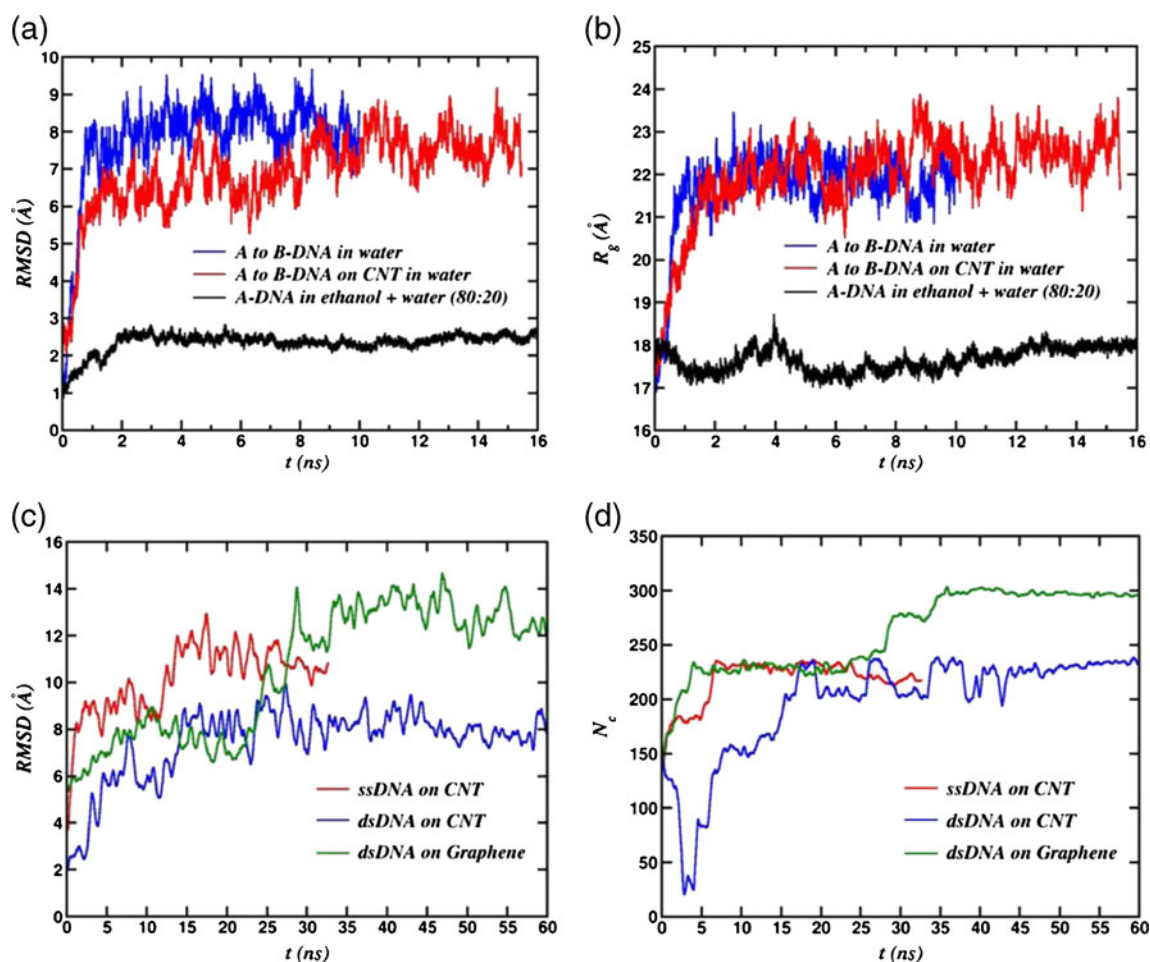 (a)
10
9
8
7
6
5
4
3
2
1
0
RMSD (Å)
A to B-DNA in water
A to B-DNA on CNT in water
A-DNA in ethanol + water (80:20)
0 2 4 6 8 10 12 14 16
t (ns)
(b)
25
24
23
22
21
20
19
18
17
16
R_g (Å)
A to B-DNA in water
A to B-DNA on CNT in water
A-DNA in ethanol + water (80:20)
0 2 4 6 8 10 12 14 16
t (ns)
(c)
16
14
12
10
8
6
4
2
0
RMSD (Å)
ssDNA on CNT
dsDNA on CNT
dsDNA on Graphene
0 5 10 15 20 25 30 35 40 45 50 55 60
t (ns)
(d)
350
300
250
200
150
100
50
0
N_c
ssDNA on CNT
dsDNA on CNT
dsDNA on Graphene
0 5 10 15 20 25 30 35 40 45 50 55 60
t (ns)